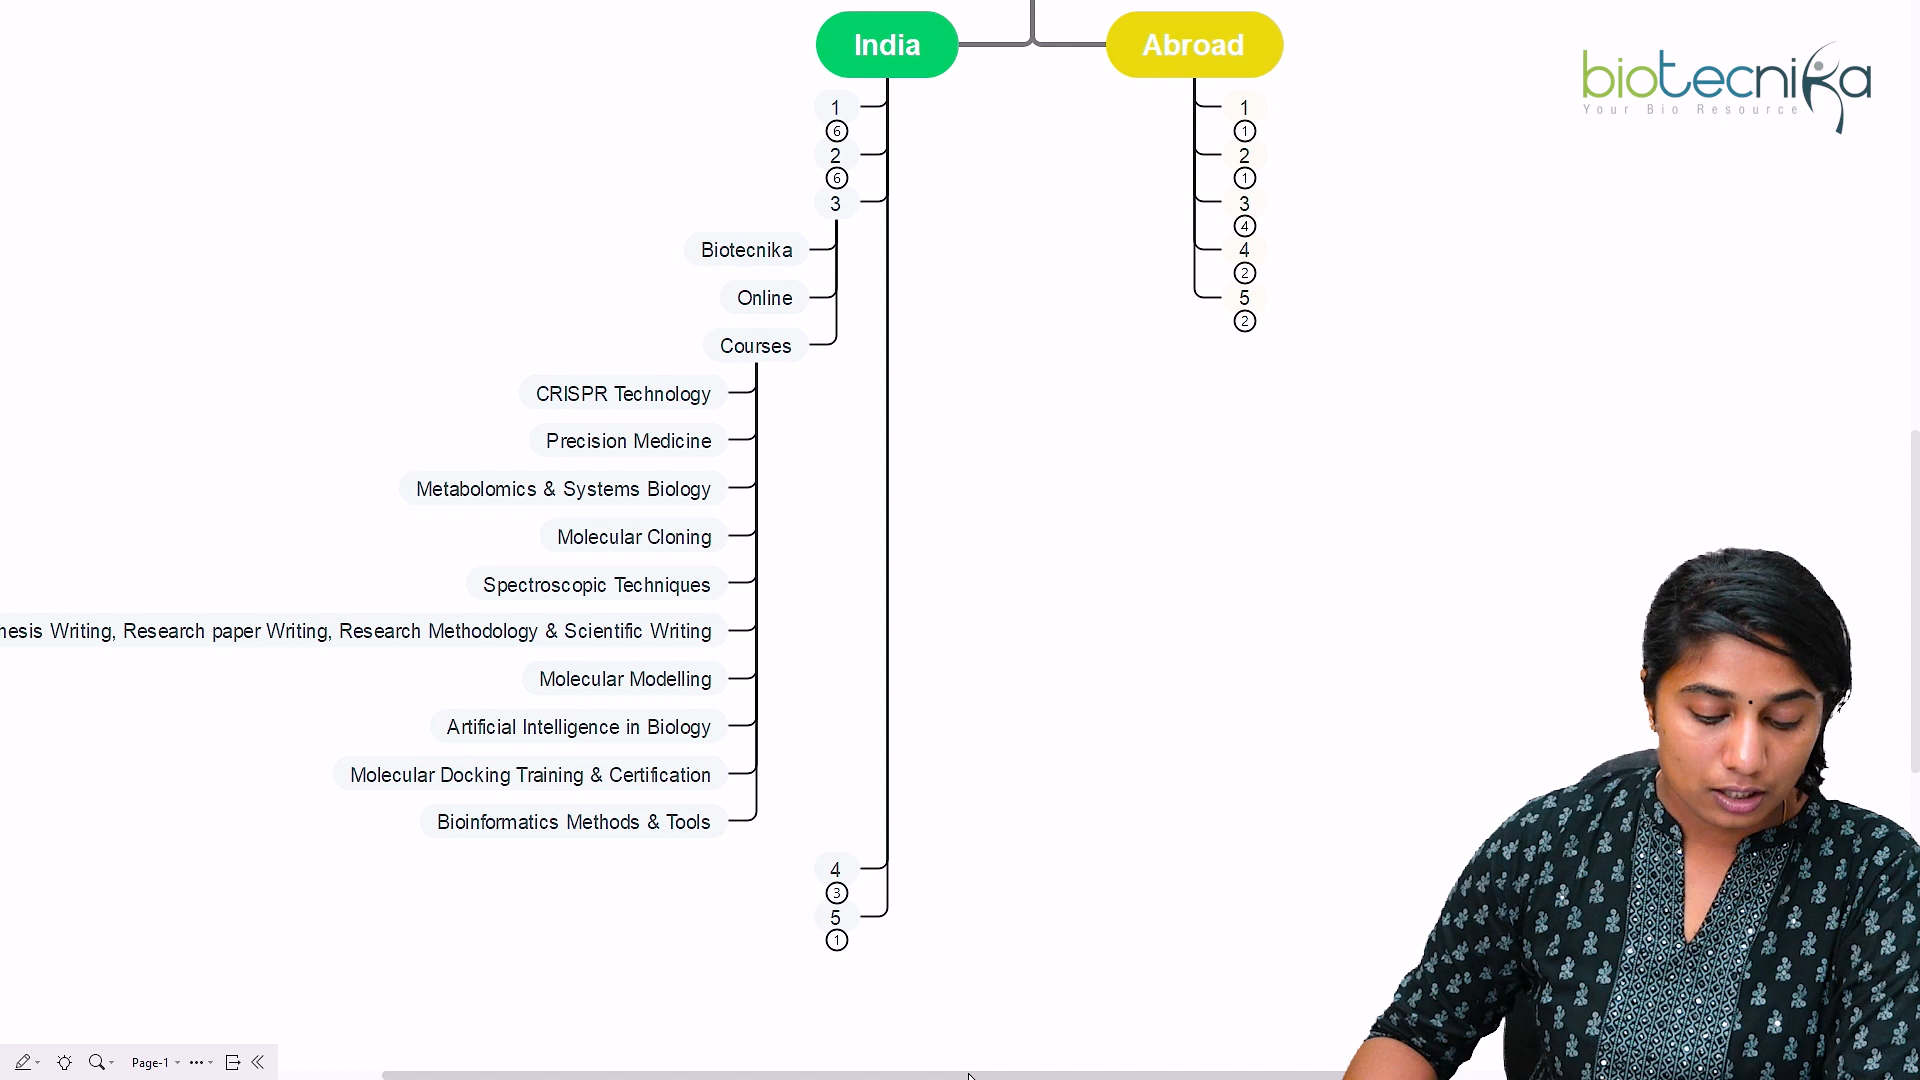 India
Abroad
biotecnika
Your Bio Resource
1
6
2
6
3
Biotecnika
Online
Courses
CRISPR Technology
Precision Medicine
Metabolomics & Systems Biology
Molecular Cloning
Spectroscopic Techniques
Writing, Research paper Writing, Research Methodology & Scientific Writing
Molecular Modelling
Artificial Intelligence in Biology
Molecular Docking Training & Certification
Bioinformatics Methods & Tools
4
3
5
1
1
1
2
1
3
4
4
2
5
2
Page-1